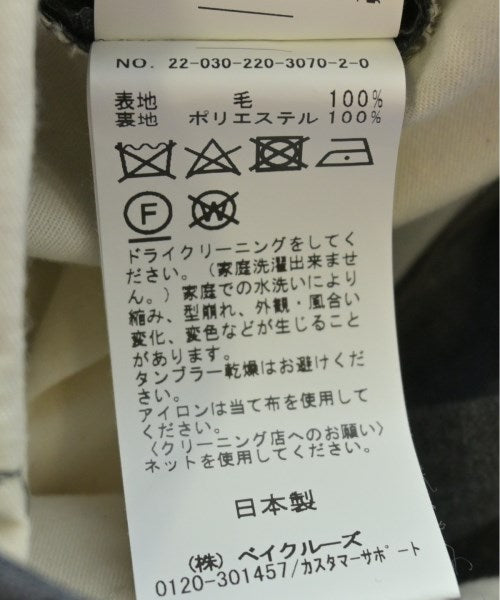 NO. 22-030-220-3070-2-0
表地 毛 100%
裏地 ポリエステル 100%
F W
ドライクリーニングをしてく
ださい。（家庭洗濯出来ませ
ん。）家庭での水洗いにより
縮み、型崩れ、外観・風合い
変化、変色などが生じること
があります。
タンブラー乾燥はお避けくだ
さい。
アイロンは当て布を使用して
ください。
〈クリーニング店へのお願い〉
ネットを使用してください。
日本製
（株）ベイクルーズ
0120-301457/カスタマーサポート